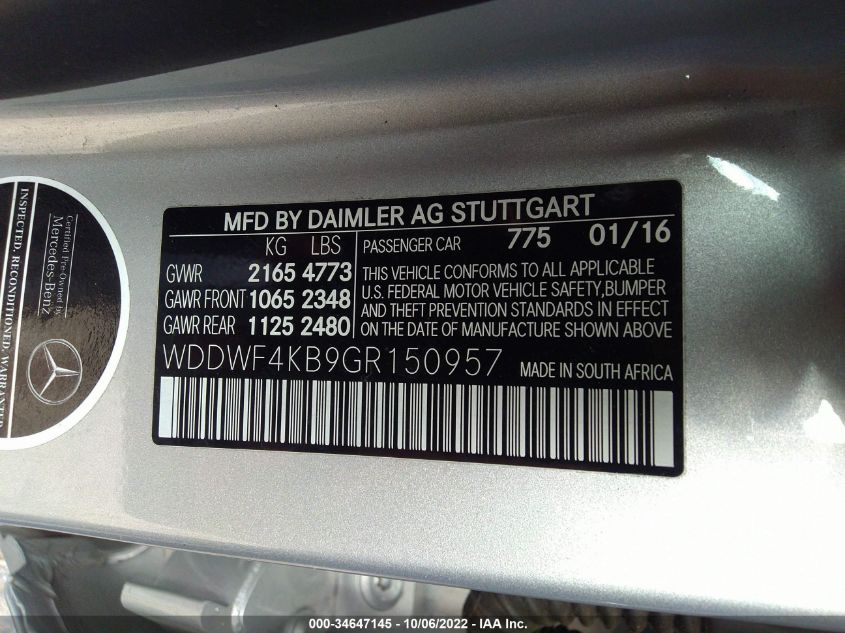 MFD BY DAIMLER AG STUTTGART
KG LBS
GVWR 2165 4773
GAWR FRONT 1065 2348
GAWR REAR 1125 2480
PASSENGER CAR 775 01/16
THIS VEHICLE CONFORMS TO ALL APPLICABLE
U.S. FEDERAL MOTOR VEHICLE SAFETY,BUMPER
AND THEFT PREVENTION STANDARDS IN EFFECT
ON THE DATE OF MANUFACTURE SHOWN ABOVE
WDDWF4KB9GR150957 MADE IN SOUTH AFRICA
INSPECTED, RECONDITIONED, WARRANTED
Certified Pre-Owned by
Mercedes-Benz
000-34647145 - 10/06/2022 - IAA Inc.